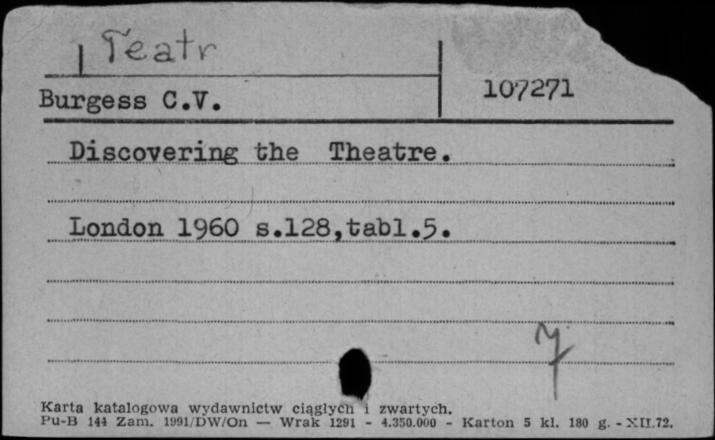 Teatr
Burgess C.V.
107271
Discovering the Theatre.
London 1960 s.128,tabl.5.
7
Karta katalogowa wydawnictw ciągłych i zwartych.
Pu-B 144 Zam. 1991/DW/On — Wrak 1291 - 4.350.000 - Karton 5 kl. 180 g. - XII.72.